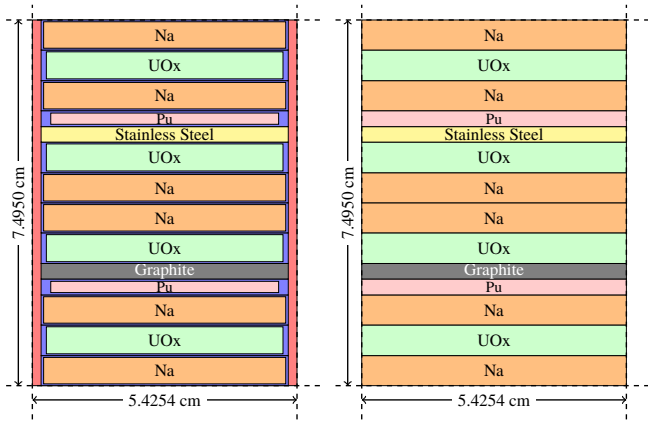 Na
UOx
Na
Pu
Stainless Steel
UOx
Na
Na
UOx
Graphite
Pu
Na
UOx
Na
7.4950 cm
5.4254 cm
Na
UOx
Na
Pu
Stainless Steel
UOx
Na
Na
UOx
Graphite
Pu
Na
UOx
Na
7.4950 cm
5.4254 cm